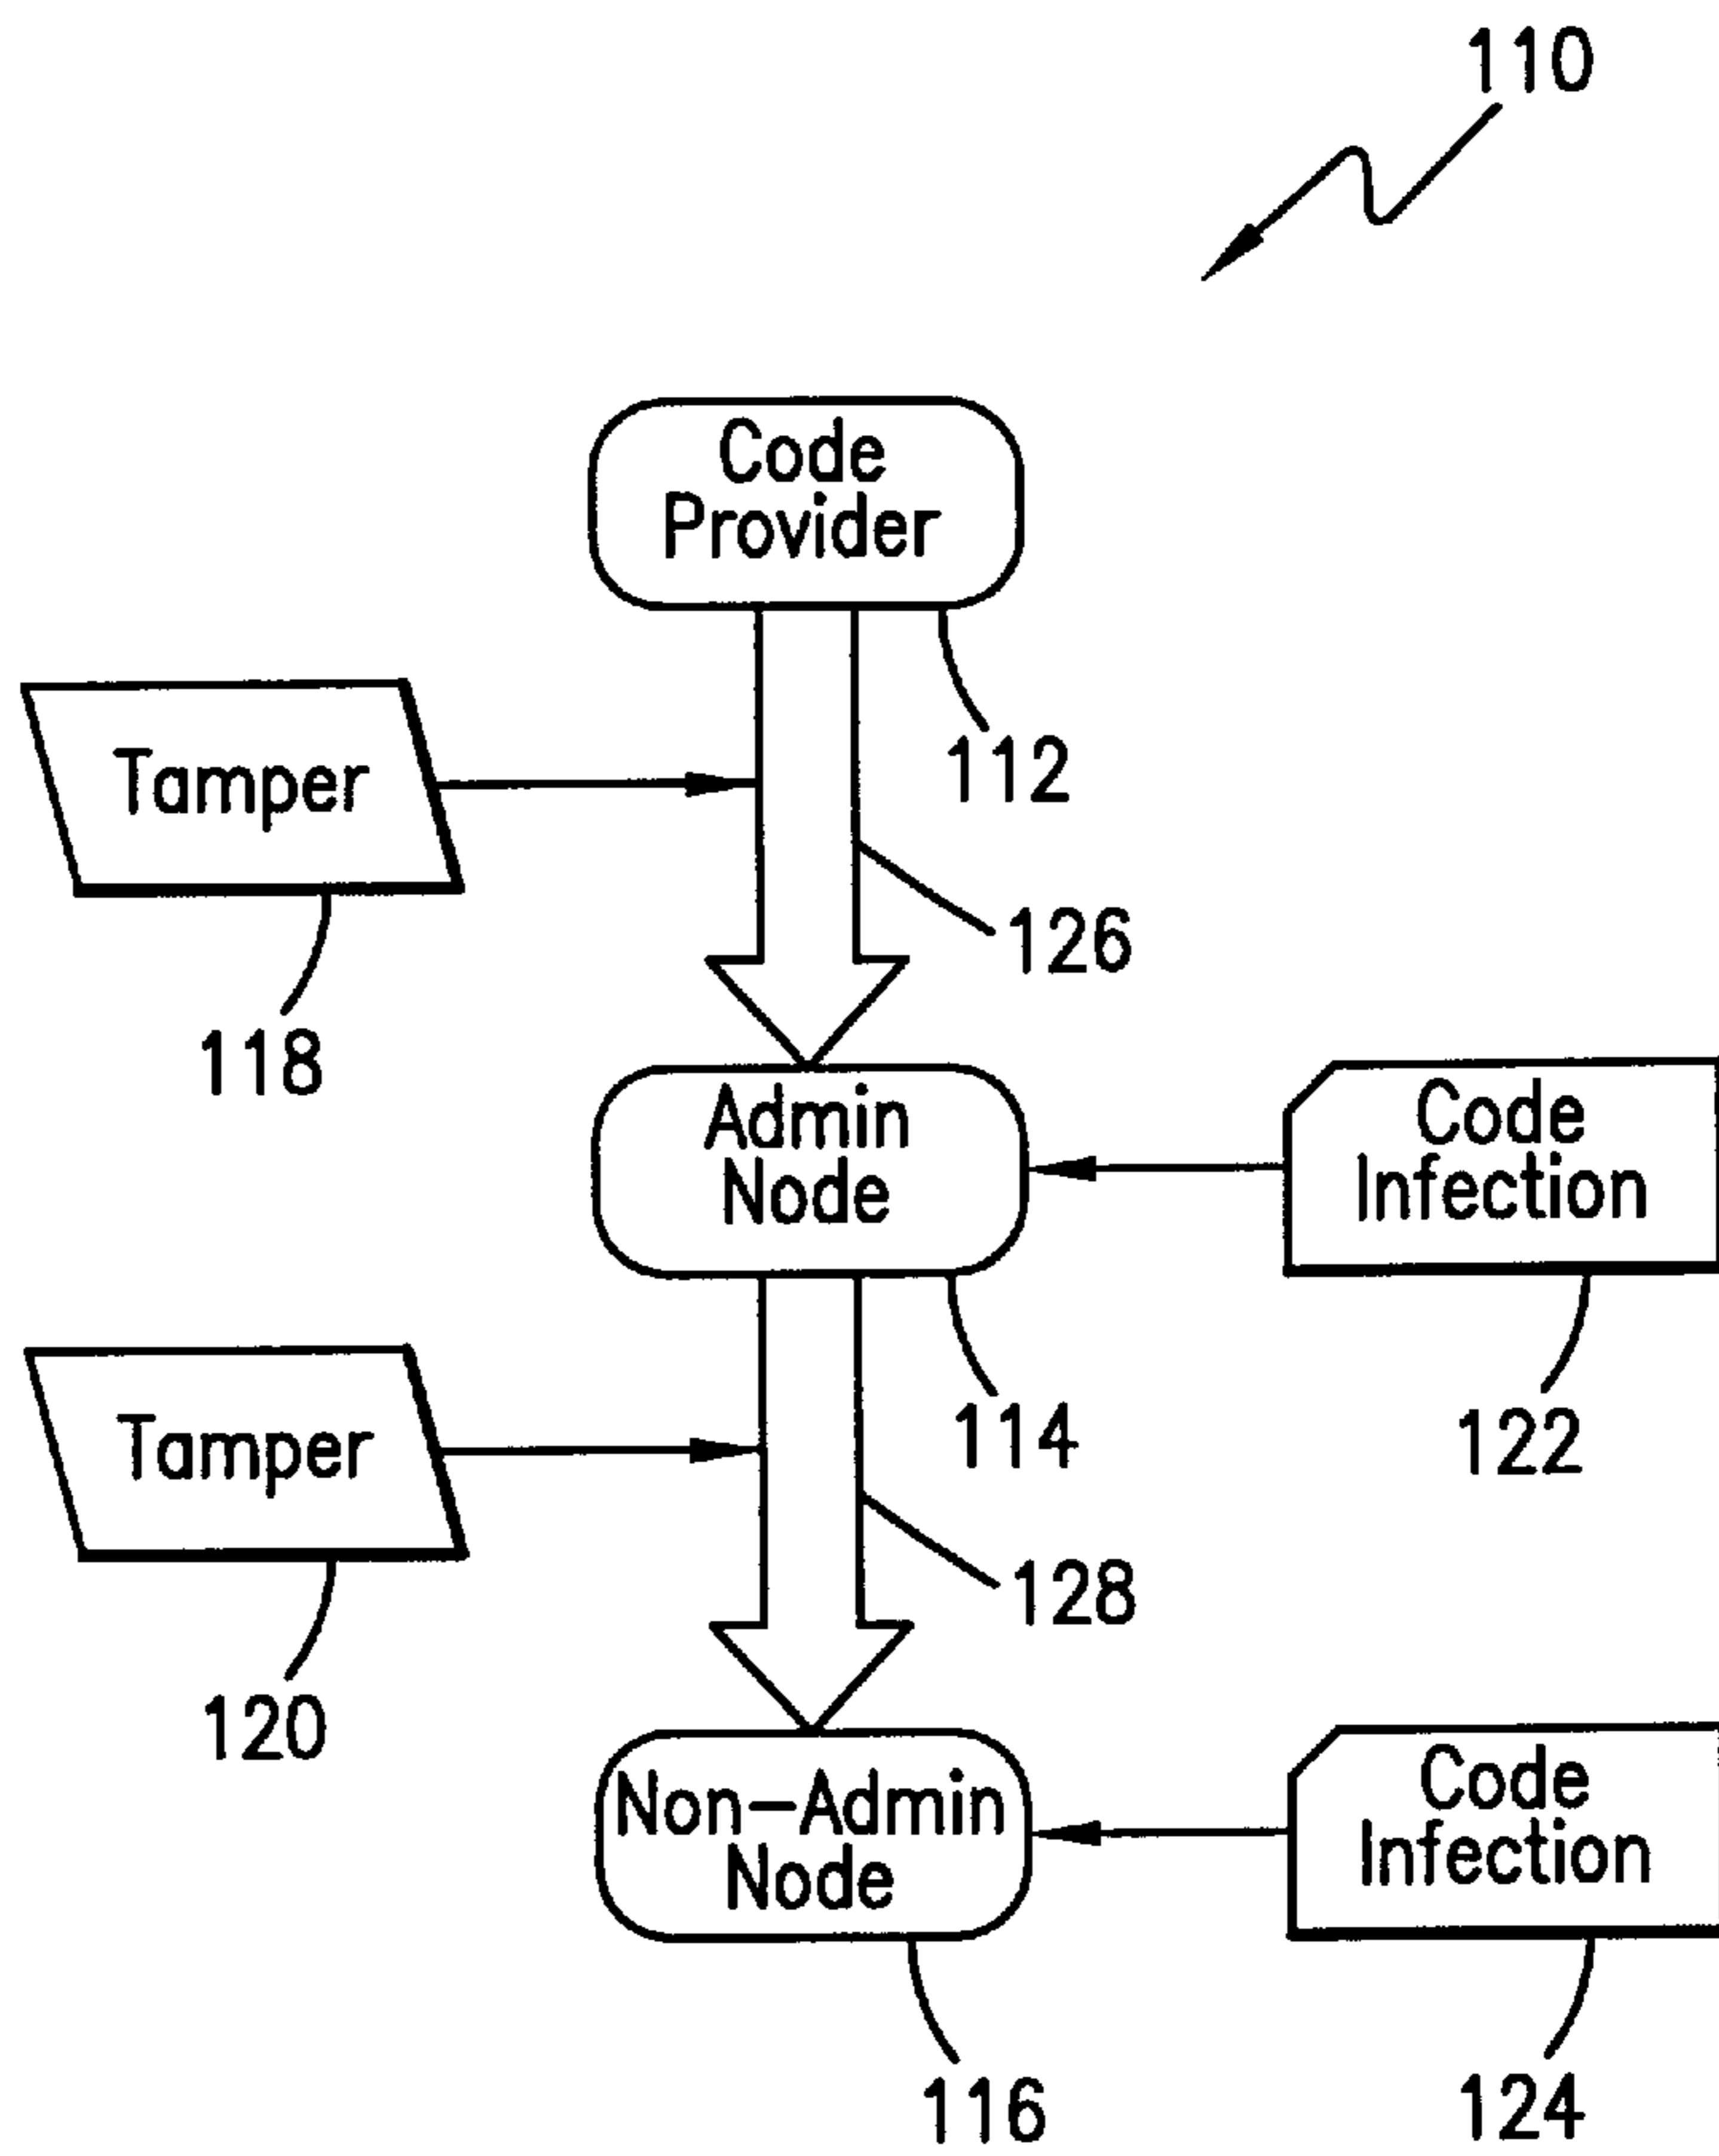 110
Code
Provider
112
Tamper
126
118
Admin
Node
Code
Infection
114
122
Tamper
128
120
Non-Admin
Node
Code
Infection
116
124